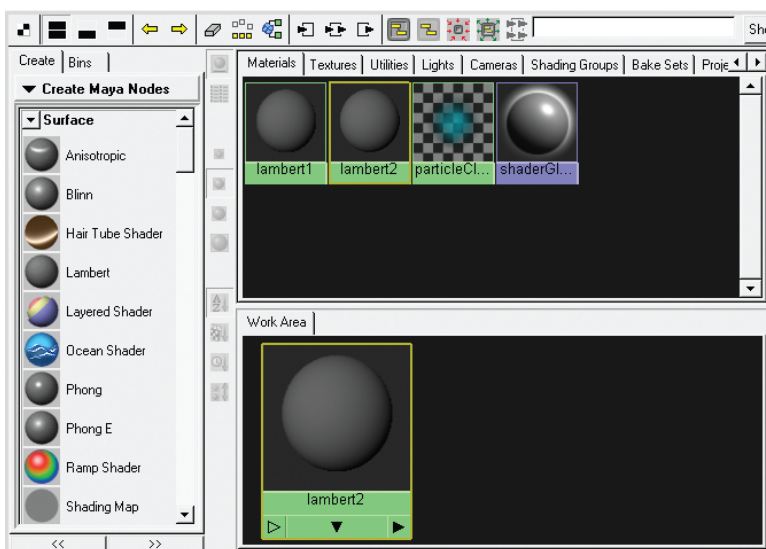 Sho
Create Bins
Create Maya Nodes
Surface
Anisotropic
Blinn
Hair Tube Shader
Lambert
Layered Shader
Ocean Shader
Phong
Phong E
Ramp Shader
Shading Map
<< >>
Materials Textures Utilities Lights Cameras Shading Groups Bake Sets Proje
lambert1 lambert2 particleCl... shaderGl...
Work Area
lambert2